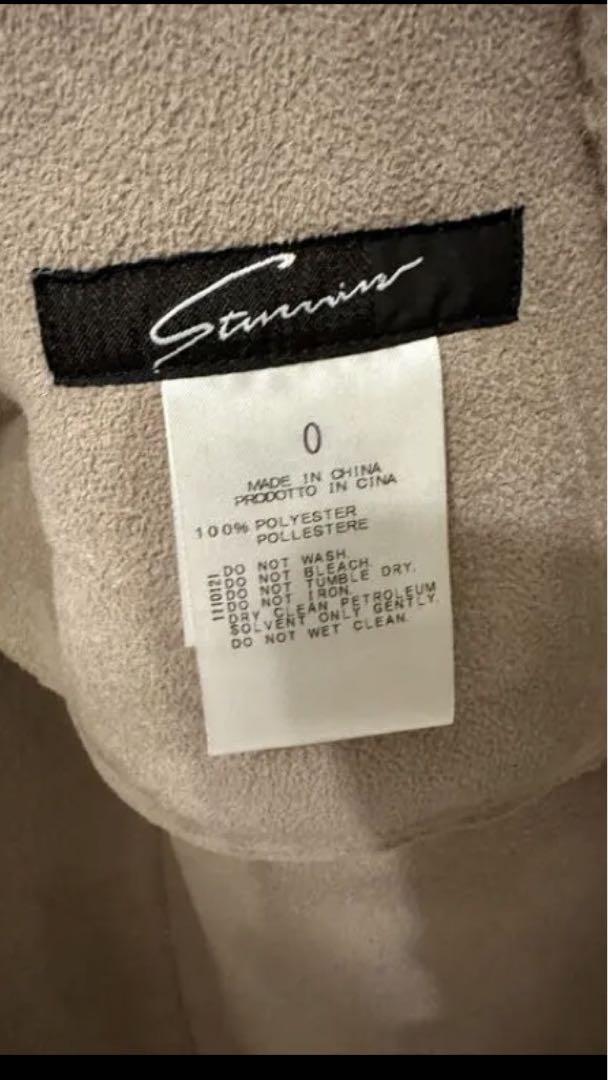 0
MADE IN CHINA
PRODOTTO IN CINA
100% POLYESTER
POLLESTERE
DO NOT WASH.
DO NOT BLEACH.
DO NOT TUMBLE DRY.
DO NOT IRON.
DRY CLEAN PETROLEUM
SOLVENT ONLY GENTLY.
DO NOT WET CLEAN.
1110121